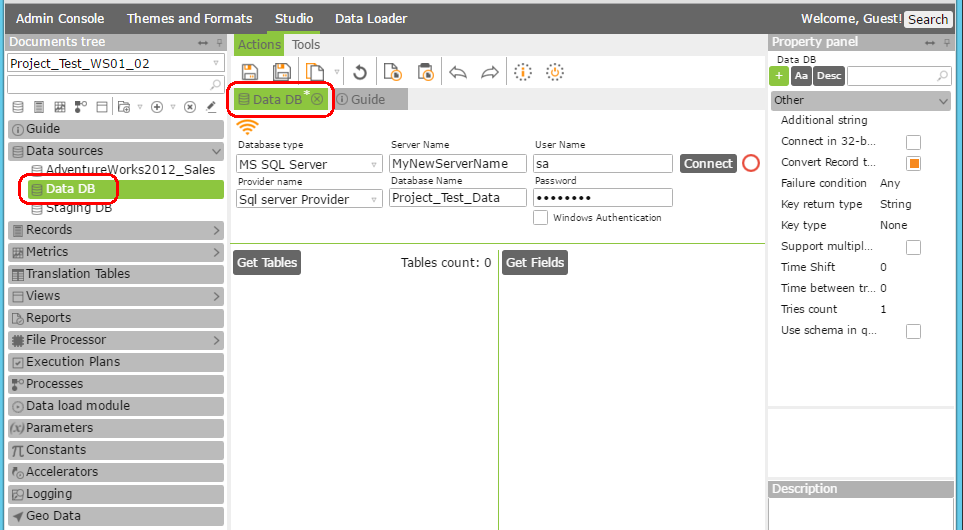 Admin Console Themes and Formats Studio Data Loader Welcome, Guest! Search
Documents tree
Project_Test_WS01_02
Guide
Data sources
AdventureWorks2012_Sales
Data DB
Staging DB
Records
Metrics
Translation Tables
Views
Reports
File Processor
Execution Plans
Processes
Data load module
Parameters
Constants
Accelerators
Logging
Geo Data
Actions Tools
Data DB* Guide
Database type Server Name User Name
MS SQL Server MyNewServerName sa Connect
Provider name Database Name Password
Sql server Provider Project_Test_Data ••••••••
Windows Authentication
Get Tables Tables count: 0 Get Fields
Property panel
Data DB
+ Aa Desc
Other
Additional string
Connect in 32-b...
Convert Record t...
Failure condition Any
Key return type String
Key type None
Support multipl...
Time Shift 0
Time between tr... 0
Tries count 1
Use schema in q...
Description